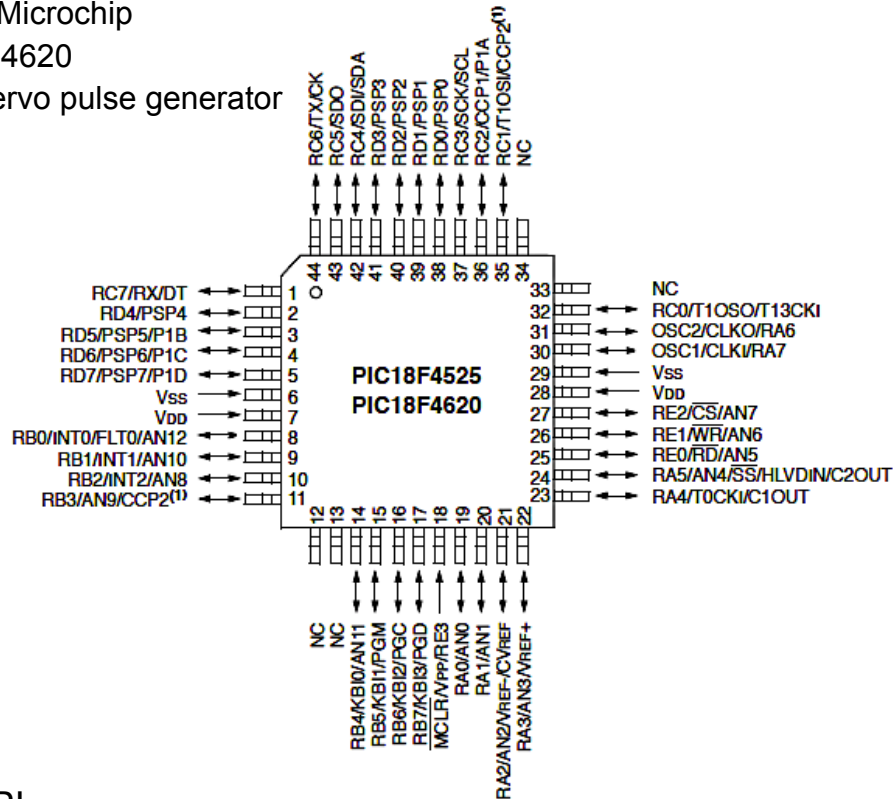 Microchip
4620
ervo pulse generator
RC6/TX/CK
RC5/SDO
RC4/SDI/SDA
RD3/PSP3
RD2/PSP2
RD1/PSP1
RD0/PSP0
RC3/SCK/SCL
RC2/CCP1/P1A
RC1/T1OSI/CCP2(1)
NC
44
43
42
41
40
39
38
37
36
35
34
RC7/RX/DT 1
RD4/PSP4 2
RD5/PSP5/P1B 3
RD6/PSP6/P1C 4
RD7/PSP7/P1D 5
VSS 6
VDD 7
RB0/INT0/FLT0/AN12 8
RB1/INT1/AN10 9
RB2/INT2/AN8 10
RB3/AN9/CCP2(1) 11
PIC18F4525
PIC18F4620
33 NC
32 RC0/T1OSO/T13CKI
31 OSC2/CLKO/RA6
30 OSC1/CLKI/RA7
29 VSS
28 VDD
27 RE2/CS/AN7
26 RE1/WR/AN6
25 RE0/RD/AN5
24 RA5/AN4/SS/HLVDIN/C2OUT
23 RA4/T0CKI/C1OUT
12
13
14
15
16
17
18
19
20
21
22
NC
NC
RB4/KBI0/AN11
RB5/KBI1/PGM
RB6/KBI2/PGC
RB7/KBI3/PGD
MCLR/VPP/RE3
RA0/AN0
RA1/AN1
RA2/AN2/VREF-/CVREF
RA3/AN3/VREF+